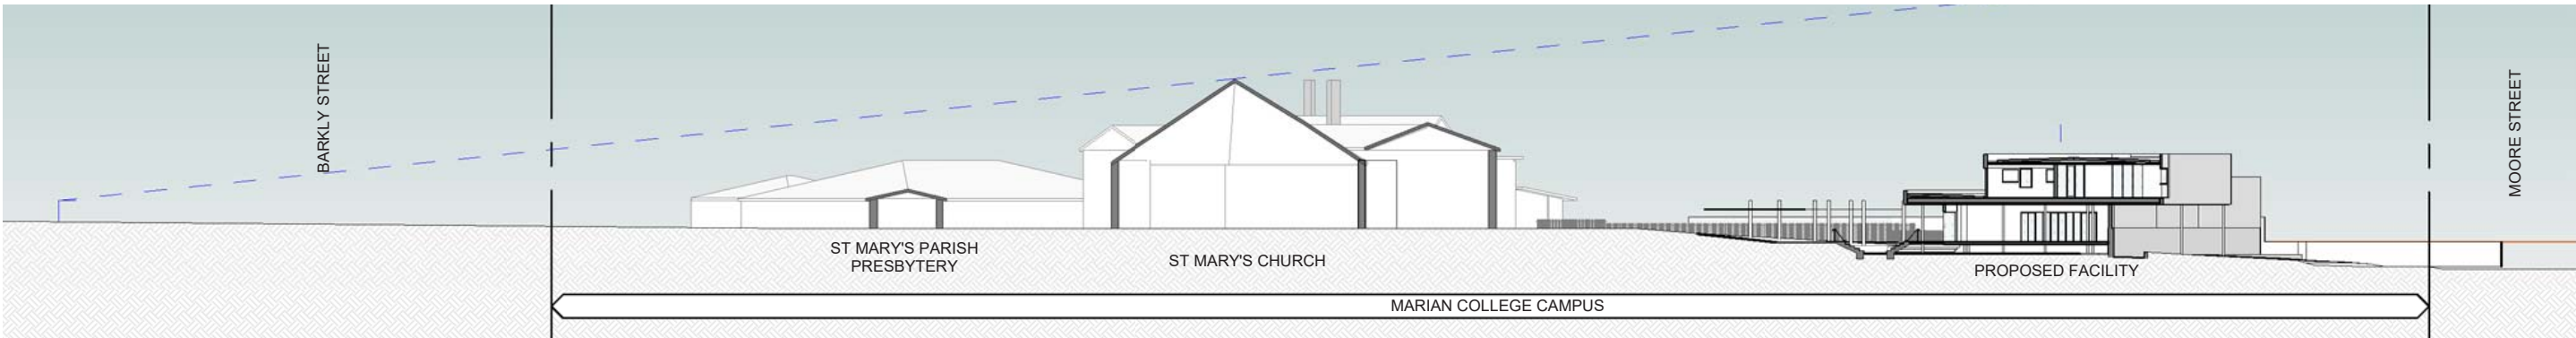 BARKLY STREET
ST MARY'S PARISH
PRESBYTERY
ST MARY'S CHURCH
PROPOSED FACILITY
MOORE STREET
MARIAN COLLEGE CAMPUS